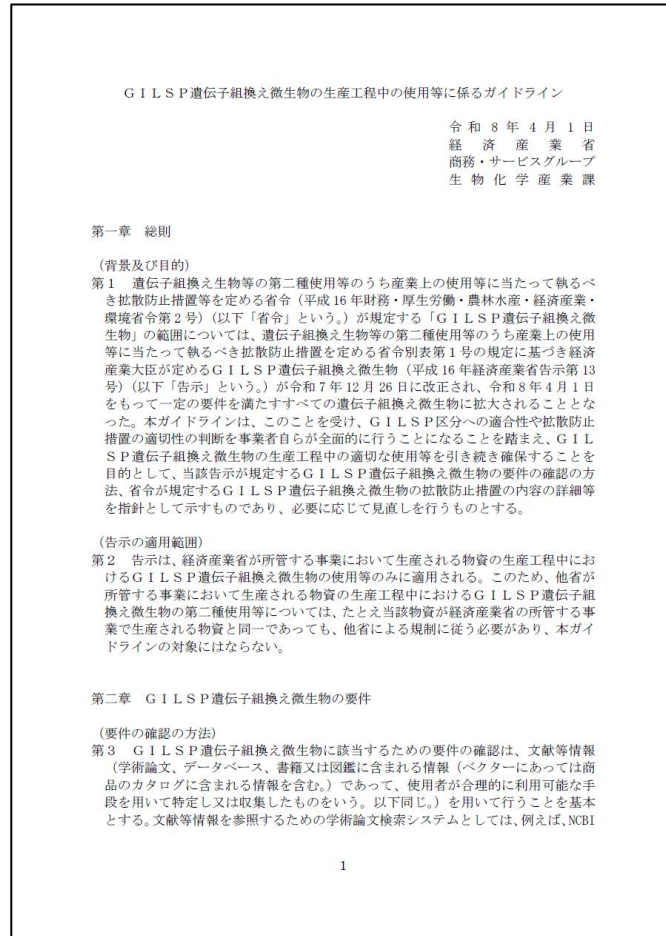 GILSP遺伝子組換え微生物の生産工程中の使用等に係るガイドライン
令和8年4月1日
経済産業省
商務・サービスグループ
生物化学産業課
第一章 総則
(背景及び目的)
第1 遺伝子組換え生物等の第二種使用等のうち産業上の使用等に当たって執るべ
き拡散防止措置等を定める省令(平成16年財務・厚生労働・農林水産・経済産業・
環境省令第2号)(以下「省令」という。)が規定する「GILSP遺伝子組換え微
生物」の範囲については、遺伝子組換え生物等の第二種使用等のうち産業上の使用
等に当たって執るべき拡散防止措置を定める省令別表第1号の規定に基づき経済
産業大臣が定めるGILSP遺伝子組換え微生物(平成16年経済産業省告示第13
号)(以下「告示」という。)が令和7年12月26日に改正され、令和8年4月1日
をもって一定の要件を満たすすべての遺伝子組換え微生物に拡大されることとな
った。本ガイドラインは、このことを受け、GILSP区分への適合性や拡散防止
措置の適切性の判断を事業者自らが全面的に行うことになることを踏まえ、GIL
SP遺伝子組換え微生物の生産工程中の適切な使用等を引き続き確保することを
目的として、当該告示が規定するGILSP遺伝子組換え微生物の要件の確認の方
法、省令が規定するGILSP遺伝子組換え微生物の拡散防止措置の内容の詳細等
を指針として示すものであり、必要に応じて見直しを行うものとする。
(告示の適用範囲)
第2 告示は、経済産業省が所管する事業において生産される物資の生産工程中にお
けるGILSP遺伝子組換え微生物の使用等のみに適用される。このため、他省が
所管する事業において生産される物資の生産工程中におけるGILSP遺伝子組
換え微生物の第二種使用等については、たとえ当該物資が経済産業省の所管する事
業で生産される物資と同一であっても、他省による規制に従う必要があり、本ガイ
ドラインの対象にはならない。
第二章 GILSP遺伝子組換え微生物の要件
(要件の確認の方法)
第3 GILSP遺伝子組換え微生物に該当するための要件の確認は、文献等情報
(学術論文、データベース、書籍又は図鑑に含まれる情報(ベクターにあっては商
品のカタログに含まれる情報を含む。)であって、使用者が合理的に利用可能な手
段を用いて特定し又は収集したものをいう。以下同じ。)を用いて行うことを基本
とする。文献等情報を参照するための学術論文検索システムとしては、例えば、NCBI
1